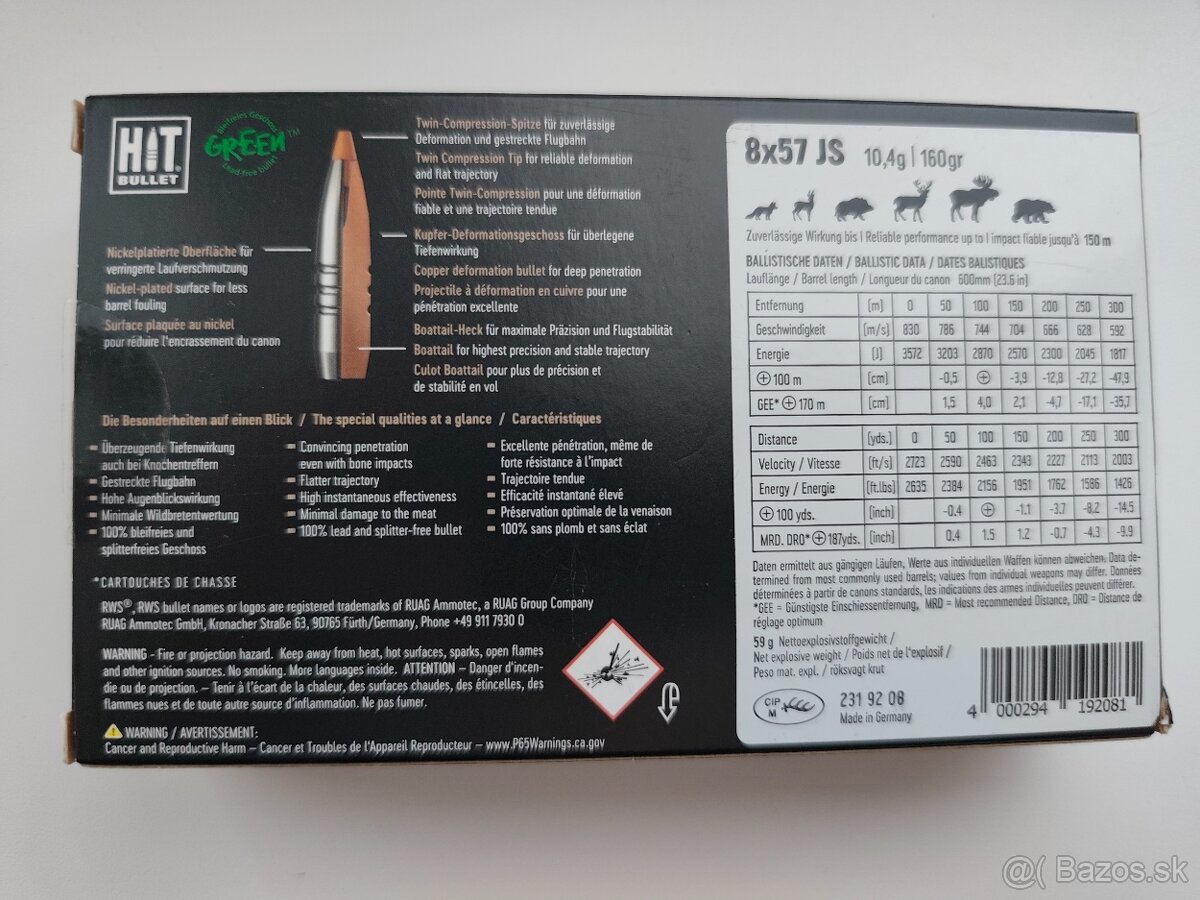 HIT
BULLET
Bleifreies Geschoss
GREEN™
Lead-free bullet
Twin-Compression-Spitze für zuverlässige
Deformation und gestreckte Flugbahn
Twin Compression Tip for reliable deformation
and flat trajectory
Pointe Twin-Compression pour une déformation
fiable et une trajectoire tendue
Kupfer-Deformationsgeschoss für überlegene
Tiefenwirkung
Copper deformation bullet for deep penetration
Projectile à déformation en cuivre pour une
pénétration excellente
Boattail-Heck für maximale Präzision und Flugstabilität
Boattail for highest precision and stable trajectory
Culot Boattail pour plus de précision et
de stabilité en vol
Nickelplatierte Oberfläche für
verringerte Laufverschmutzung
Nickel-plated surface for less
barrel fouling
Surface plaquée au nickel
pour réduire l'encrassement du canon
Die Besonderheiten auf einen Blick / The special qualities at a glance / Caractéristiques
Überzeugende Tiefenwirkung
auch bei Knochentreffern
Gestreckte Flugbahn
Hohe Augenblickswirkung
Minimale Wildbretentwertung
100% bleifreies und
splitterfreies Geschoss
Convincing penetration
even with bone impacts
Flatter trajectory
High instantaneous effectiveness
Minimal damage to the meat
100% lead and splitter-free bullet
Excellente pénétration, même de
forte résistance à l'impact
Trajectoire tendue
Efficacité instantané élevé
Préservation optimale de la venaison
100% sans plomb et sans éclat
*CARTOUCHES DE CHASSE
RWS®, RWS bullet names or logos are registered trademarks of RUAG Ammotec, a RUAG Group Company
RUAG Ammotec GmbH, Kronacher Straße 63, 90765 Fürth/Germany, Phone +49 911 7930 0
WARNING - Fire or projection hazard. Keep away from heat, hot surfaces, sparks, open flames
and other ignition sources. No smoking. More languages inside. ATTENTION – Danger d'incen-
die ou de projection. – Tenir à l'écart de la chaleur, des surfaces chaudes, des étincelles, des
flammes nues et de toute autre source d'inflammation. Ne pas fumer.
WARNING / AVERTISSEMENT:
Cancer and Reproductive Harm – Cancer et Troubles de l'Appareil Reproducteur – www.P65Warnings.ca.gov
8x57 JS 10,4g | 160gr
Zuverlässige Wirkung bis | Reliable performance up to | impact fiable jusqu'à 150 m
BALLISTISCHE DATEN / BALLISTIC DATA / DATES BALISTIQUES
Lauflänge / Barrel length / Longueur du canon 600mm [23.6 in]
Entfernung [m] 0 50 100 150 200 250 300
Geschwindigkeit [m/s] 830 786 744 704 666 628 592
Energie [J] 3572 3203 2870 2570 2300 2045 1817
⊕ 100 m [cm] -0,5 ⊕ -3,9 -12,8 -27,2 -47,9
GEE* ⊕ 170 m [cm] 1,5 4,0 2,1 -4,7 -17,1 -35,7
Distance [yds.] 0 50 100 150 200 250 300
Velocity / Vitesse [ft/s] 2723 2590 2463 2343 2227 2113 2003
Energy / Energie [ft.lbs] 2635 2384 2156 1951 1762 1586 1426
⊕ 100 yds. [inch] -0.4 ⊕ -1.1 -3.7 -8.2 -14.5
MRD. DRO* ⊕ 187yds. [inch] 0.4 1.5 1.2 -0.7 -4.3 -9.9
Daten ermittelt aus gängigen Läufen, Werte aus individuellen Waffen können abweichen. Data de-
termined from most commonly used barrels; values from individual weapons may differ. Données
déterminées à partir de canons standards, les indications des armes individuelles peuvent différer.
*GEE = Günstigste Einschiessentfernung, MRD = Most recommended Distance, DRO = Distance de
réglage optimum
59 g Nettoexplosivstoffgewicht /
Net explosive weight / Poids net de l'explosif /
Peso mat. expl. / röksvagt krut
CIP
M
231 92 08
Made in Germany
4 000294 192081
@( Bazos.sk